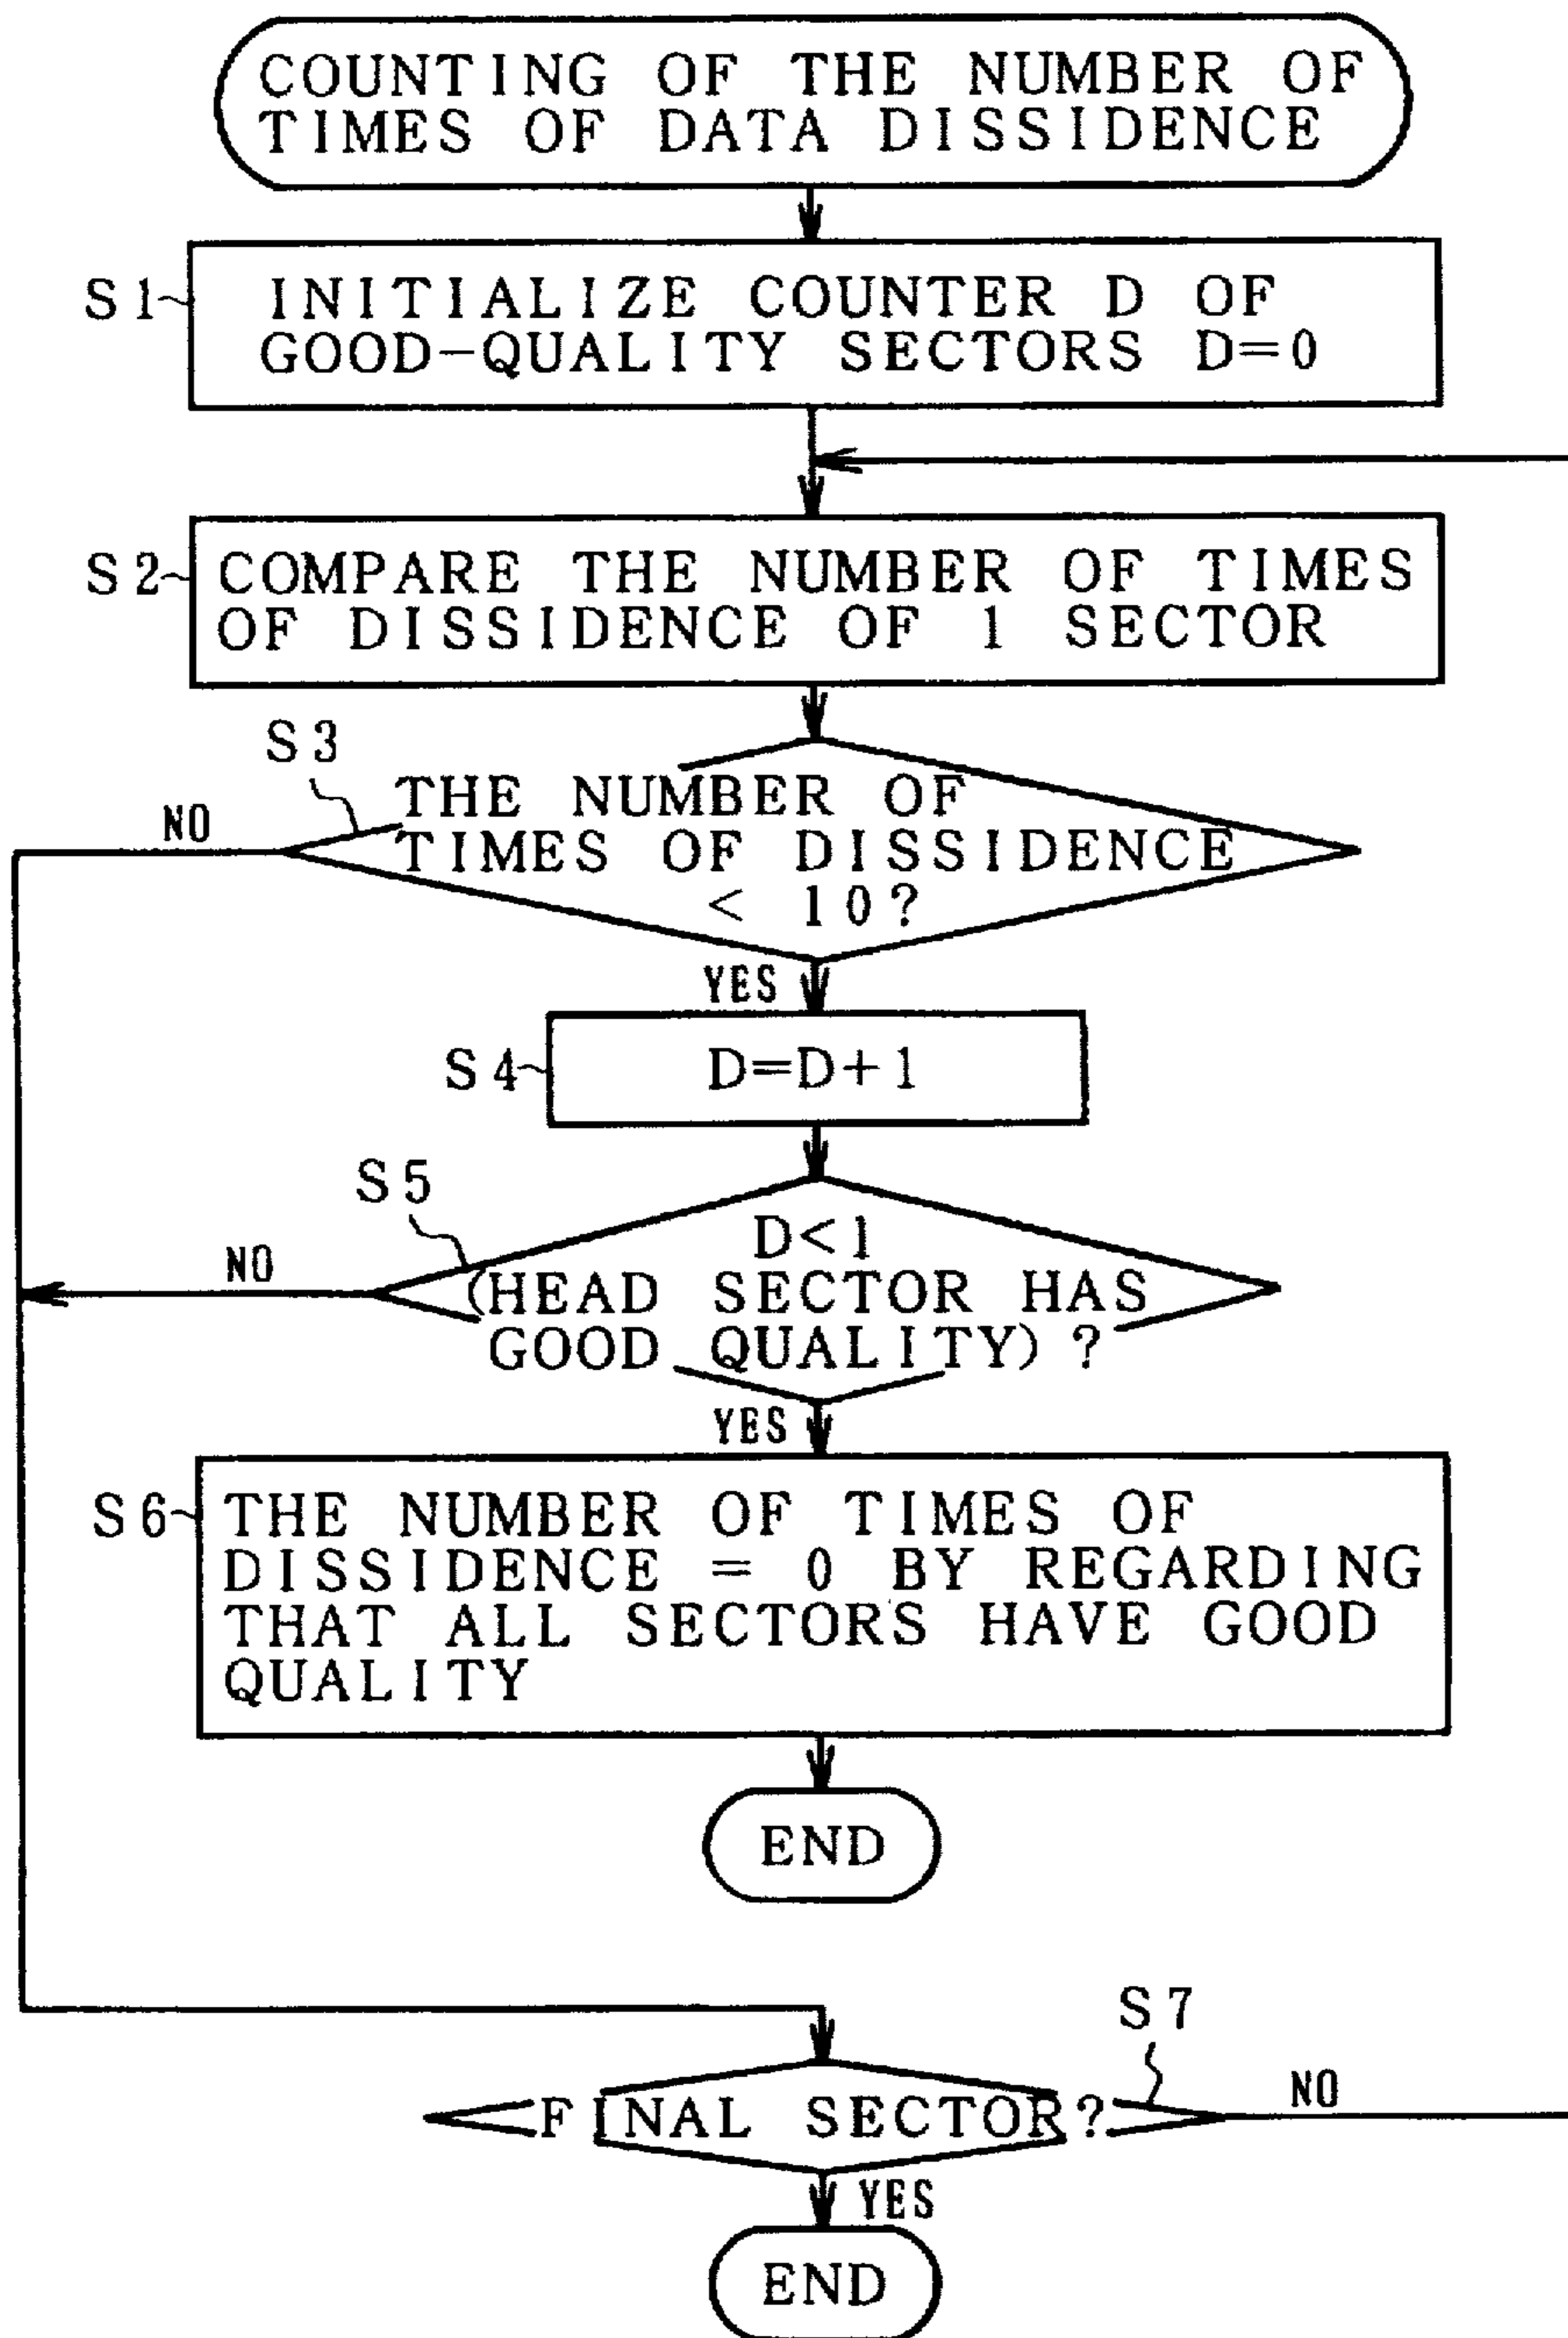 COUNTING OF THE NUMBER OF
TIMES OF DATA DISSIDENCE
S1
INITIALIZE COUNTER D OF
GOOD-QUALITY SECTORS D=0
S2
COMPARE THE NUMBER OF TIMES
OF DISSIDENCE OF 1 SECTOR
S3
NO
THE NUMBER OF
TIMES OF DISSIDENCE
< 10?
YES
S4
D=D+1
S5
NO
D<1
(HEAD SECTOR HAS
GOOD QUALITY)?
YES
S6
THE NUMBER OF TIMES OF
DISSIDENCE = 0 BY REGARDING
THAT ALL SECTORS HAVE GOOD
QUALITY
END
S7
FINAL SECTOR?
NO
YES
END